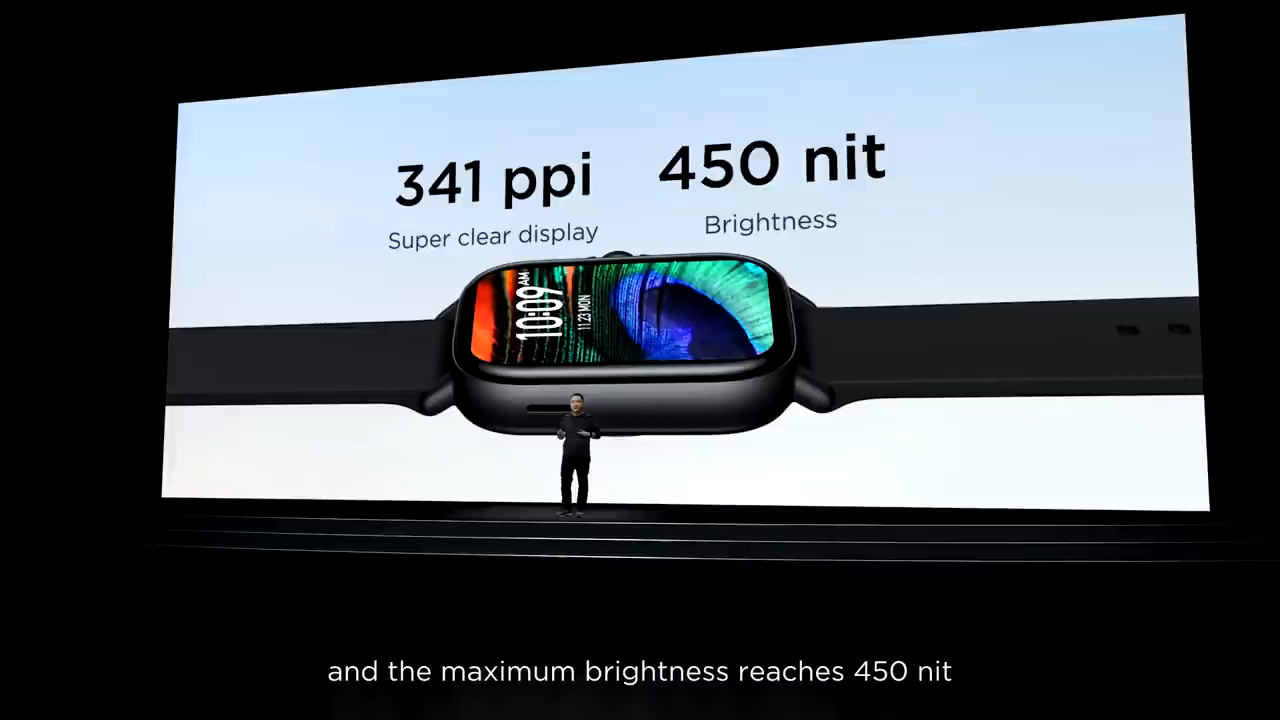 341 ppi
Super clear display
450 nit
Brightness
10:09 AM
11.23 MON
and the maximum brightness reaches 450 nit